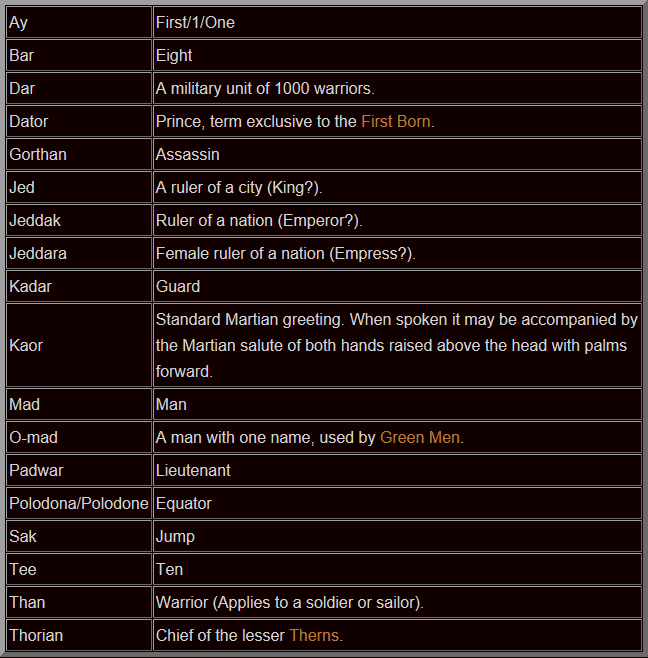 Ay First/1/One
Bar Eight
Dar A military unit of 1000 warriors.
Dator Prince, term exclusive to the First Born.
Gorthan Assassin
Jed A ruler of a city (King?).
Jeddak Ruler of a nation (Emperor?).
Jeddara Female ruler of a nation (Empress?).
Kadar Guard
Kaor Standard Martian greeting. When spoken it may be accompanied by
the Martian salute of both hands raised above the head with palms
forward.
Mad Man
O-mad A man with one name, used by Green Men.
Padwar Lieutenant
Polodona/Polodone Equator
Sak Jump
Tee Ten
Than Warrior (Applies to a soldier or sailor).
Thorian Chief of the lesser Therns.